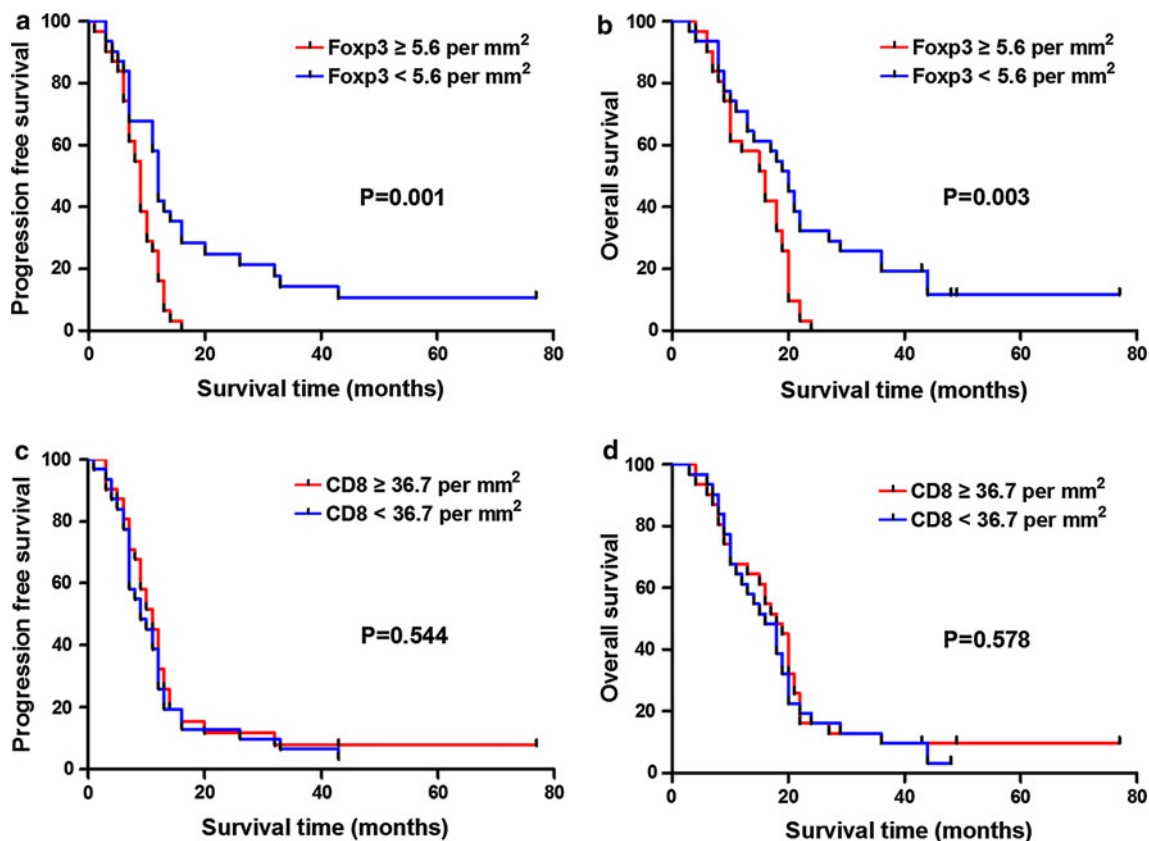 a
Progression free survival
100
80
60
40
20
0
Foxp3 ≥ 5.6 per mm²
Foxp3 < 5.6 per mm²
P=0.001
0 20 40 60 80
Survival time (months)
b
Overall survival
100
80
60
40
20
0
Foxp3 ≥ 5.6 per mm²
Foxp3 < 5.6 per mm²
P=0.003
0 20 40 60 80
Survival time (months)
c
Progression free survival
100
80
60
40
20
0
CD8 ≥ 36.7 per mm²
CD8 < 36.7 per mm²
P=0.544
0 20 40 60 80
Survival time (months)
d
Overall survival
100
80
60
40
20
0
CD8 ≥ 36.7 per mm²
CD8 < 36.7 per mm²
P=0.578
0 20 40 60 80
Survival time (months)